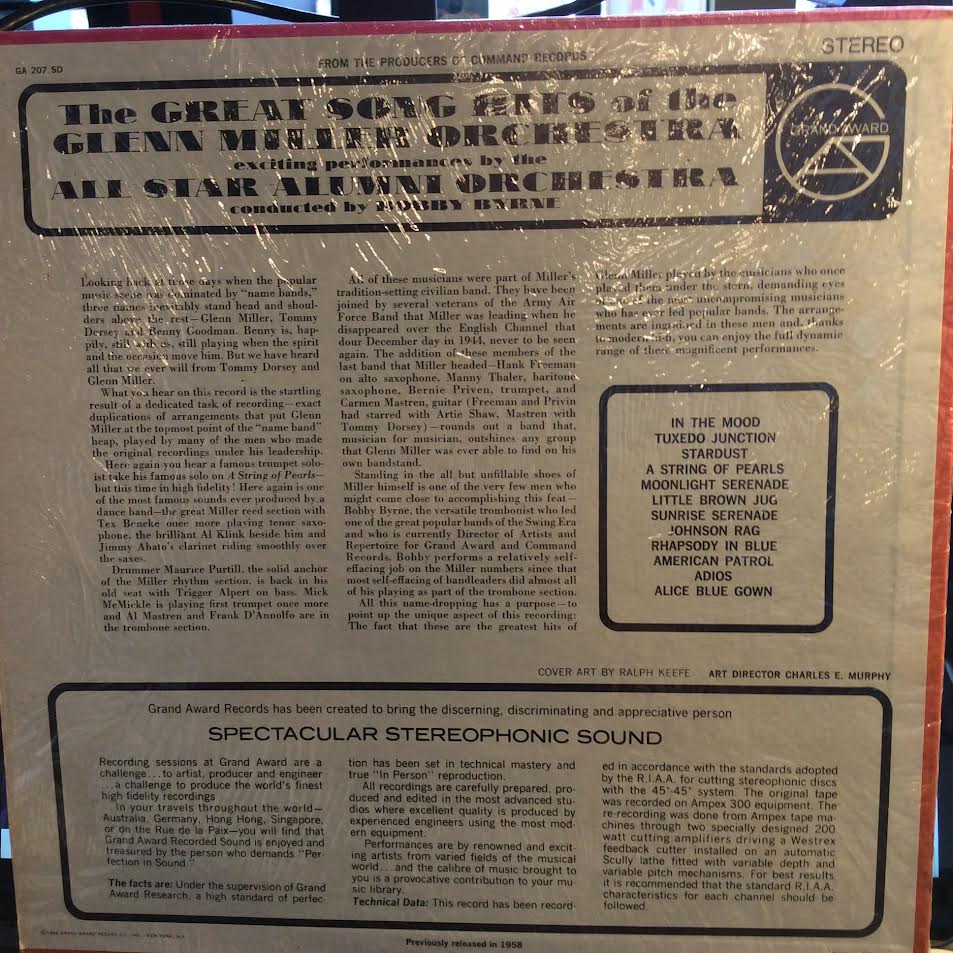 STEREO
GA 207 SD
FROM THE PRODUCERS OF COMMAND RECORDS
The GREAT SONG HITS of the
GLENN MILLER ORCHESTRA
exciting performances by the
ALL STAR ALUMNI ORCHESTRA
conducted by BOBBY BYRNE
GRAND AWARD
Looking back at those days when the popular
music scene was dominated by "name bands,"
three names inevitably stand head and shoul-
ders above the rest—Glenn Miller, Tommy
Dorsey and Benny Goodman. Benny is, hap-
pily, still with us, still playing when the spirit
and the occasion move him. But we have heard
all that we ever will from Tommy Dorsey and
Glenn Miller.
What you hear on this record is the startling
result of a dedicated task of recording—exact
duplications of arrangements that put Glenn
Miller at the topmost point of the "name band"
heap, played by many of the men who made
the original recordings under his leadership.
Here again you hear a famous trumpet solo-
ist take his famous solo on A String of Pearls—
but this time in high fidelity! Here again is one
of the most famous sounds ever produced by a
dance band—the great Miller reed section with
Tex Beneke once more playing tenor saxo-
phone, the brilliant Al Klink beside him and
Jimmy Abato's clarinet riding smoothly over
the saxes.
Drummer Maurice Purtill, the solid anchor
of the Miller rhythm section, is back in his
old seat with Trigger Alpert on bass. Mick
McMickle is playing first trumpet once more
and Al Mastren and Frank D'Annolfo are in
the trombone section.
All of these musicians were part of Miller's
tradition-setting civilian band. They have been
joined by several veterans of the Army Air
Force Band that Miller was leading when he
disappeared over the English Channel that
dour December day in 1944, never to be seen
again. The addition of these members of the
last band that Miller headed—Hank Freeman
on alto saxophone, Manny Thaler, baritone
saxophone, Bernie Priven, trumpet, and
Carmen Mastren, guitar (Freeman and Privin
had starred with Artie Shaw, Mastren with
Tommy Dorsey)—rounds out a band that,
musician for musician, outshines any group
that Glenn Miller was ever able to find on his
own bandstand.
Standing in the all but unfillable shoes of
Miller himself is one of the very few men who
might come close to accomplishing this feat—
Bobby Byrne, the versatile trombonist who led
one of the great popular bands of the Swing Era
and who is currently Director of Artists and
Repertoire for Grand Award and Command
Records. Bobby performs a relatively self-
effacing job on the Miller numbers since that
most self-effacing of bandleaders did almost all
of his playing as part of the trombone section.
All this name-dropping has a purpose—to
point up the unique aspect of this recording:
The fact that these are the greatest hits of
Glenn Miller played by the musicians who once
played them under the stern, demanding eyes
of one of the most uncompromising musicians
who has ever led popular bands. The arrange-
ments are ingrained in these men and, thanks
to modern hi-fi, you can enjoy the full dynamic
range of these magnificent performances.
IN THE MOOD
TUXEDO JUNCTION
STARDUST
A STRING OF PEARLS
MOONLIGHT SERENADE
LITTLE BROWN JUG
SUNRISE SERENADE
JOHNSON RAG
RHAPSODY IN BLUE
AMERICAN PATROL
ADIOS
ALICE BLUE GOWN
COVER ART BY RALPH KEEFE ART DIRECTOR CHARLES E. MURPHY
Grand Award Records has been created to bring the discerning, discriminating and appreciative person
SPECTACULAR STEREOPHONIC SOUND
Recording sessions at Grand Award are a
challenge...to artist, producer and engineer
...a challenge to produce the world's finest
high fidelity recordings
In your travels throughout the world—
Australia, Germany, Hong Hong, Singapore,
or on the Rue de la Paix—you will find that
Grand Award Recorded Sound is enjoyed and
treasured by the person who demands "Per-
fection in Sound."
The facts are: Under the supervision of Grand
Award Research, a high standard of perfec-
tion has been set in technical mastery and
true "In Person" reproduction.
All recordings are carefully prepared, pro-
duced and edited in the most advanced stu-
dios where excellent quality is produced by
experienced engineers using the most mod-
ern equipment.
Performances are by renowned and excit-
ing artists from varied fields of the musical
world...and the calibre of music brought to
you is a provocative contribution to your mu-
sic library.
Technical Data: This record has been record-
ed in accordance with the standards adopted
by the R.I.A.A. for cutting stereophonic discs
with the 45°-45° system. The original tape
was recorded on Ampex 300 equipment. The
re-recording was done from Ampex tape ma-
chines through two specially designed 200
watt cutting amplifiers driving a Westrex
feedback cutter installed on an automatic
Scully lathe fitted with variable depth and
variable pitch mechanisms. For best results
it is recommended that the standard R.I.A.A.
characteristics for each channel should be
followed.
GRAND AWARD RECORD CO., INC., NEW YORK, N.Y.
Previously released in 1958